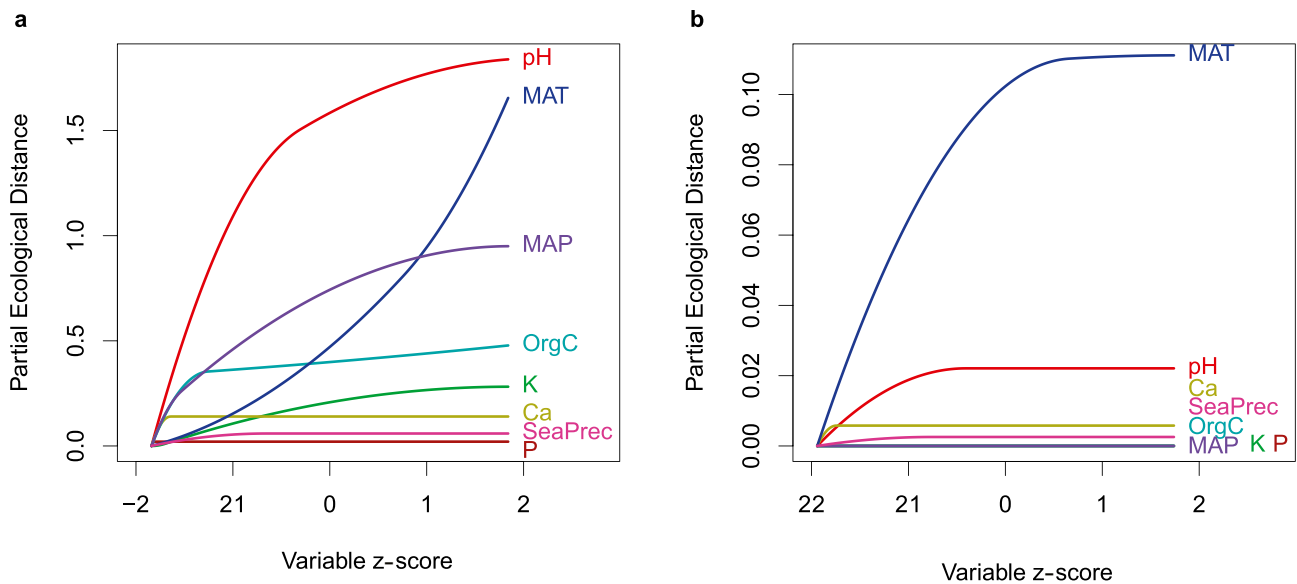 a
Partial Ecological Distance
1.5
1.0
0.5
0.0
pH
MAT
MAP
OrgC
K
Ca
SeaPrec
P
−2
21
0
1
2
Variable z−score
b
Partial Ecological Distance
0.10
0.08
0.06
0.04
0.02
0.00
MAT
pH
Ca
SeaPrec
OrgC
MAP K P
22
21
0
1
2
Variable z−score